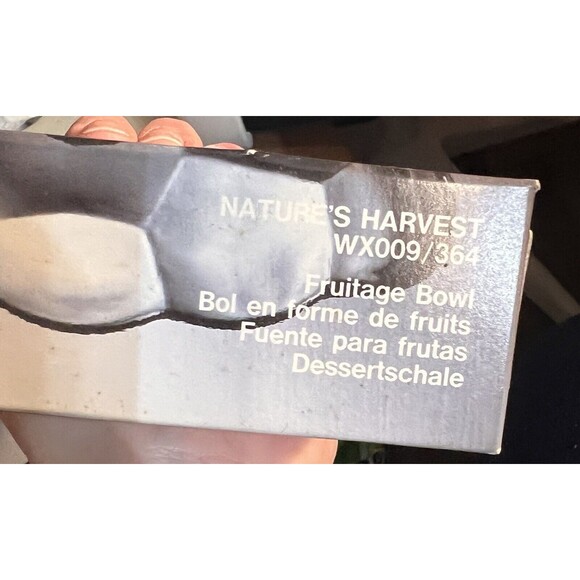 NATURE'S HARVEST
WX009/364
Fruitage Bowl
Bol en forme de fruits
Fuente para frutas
Dessertschale